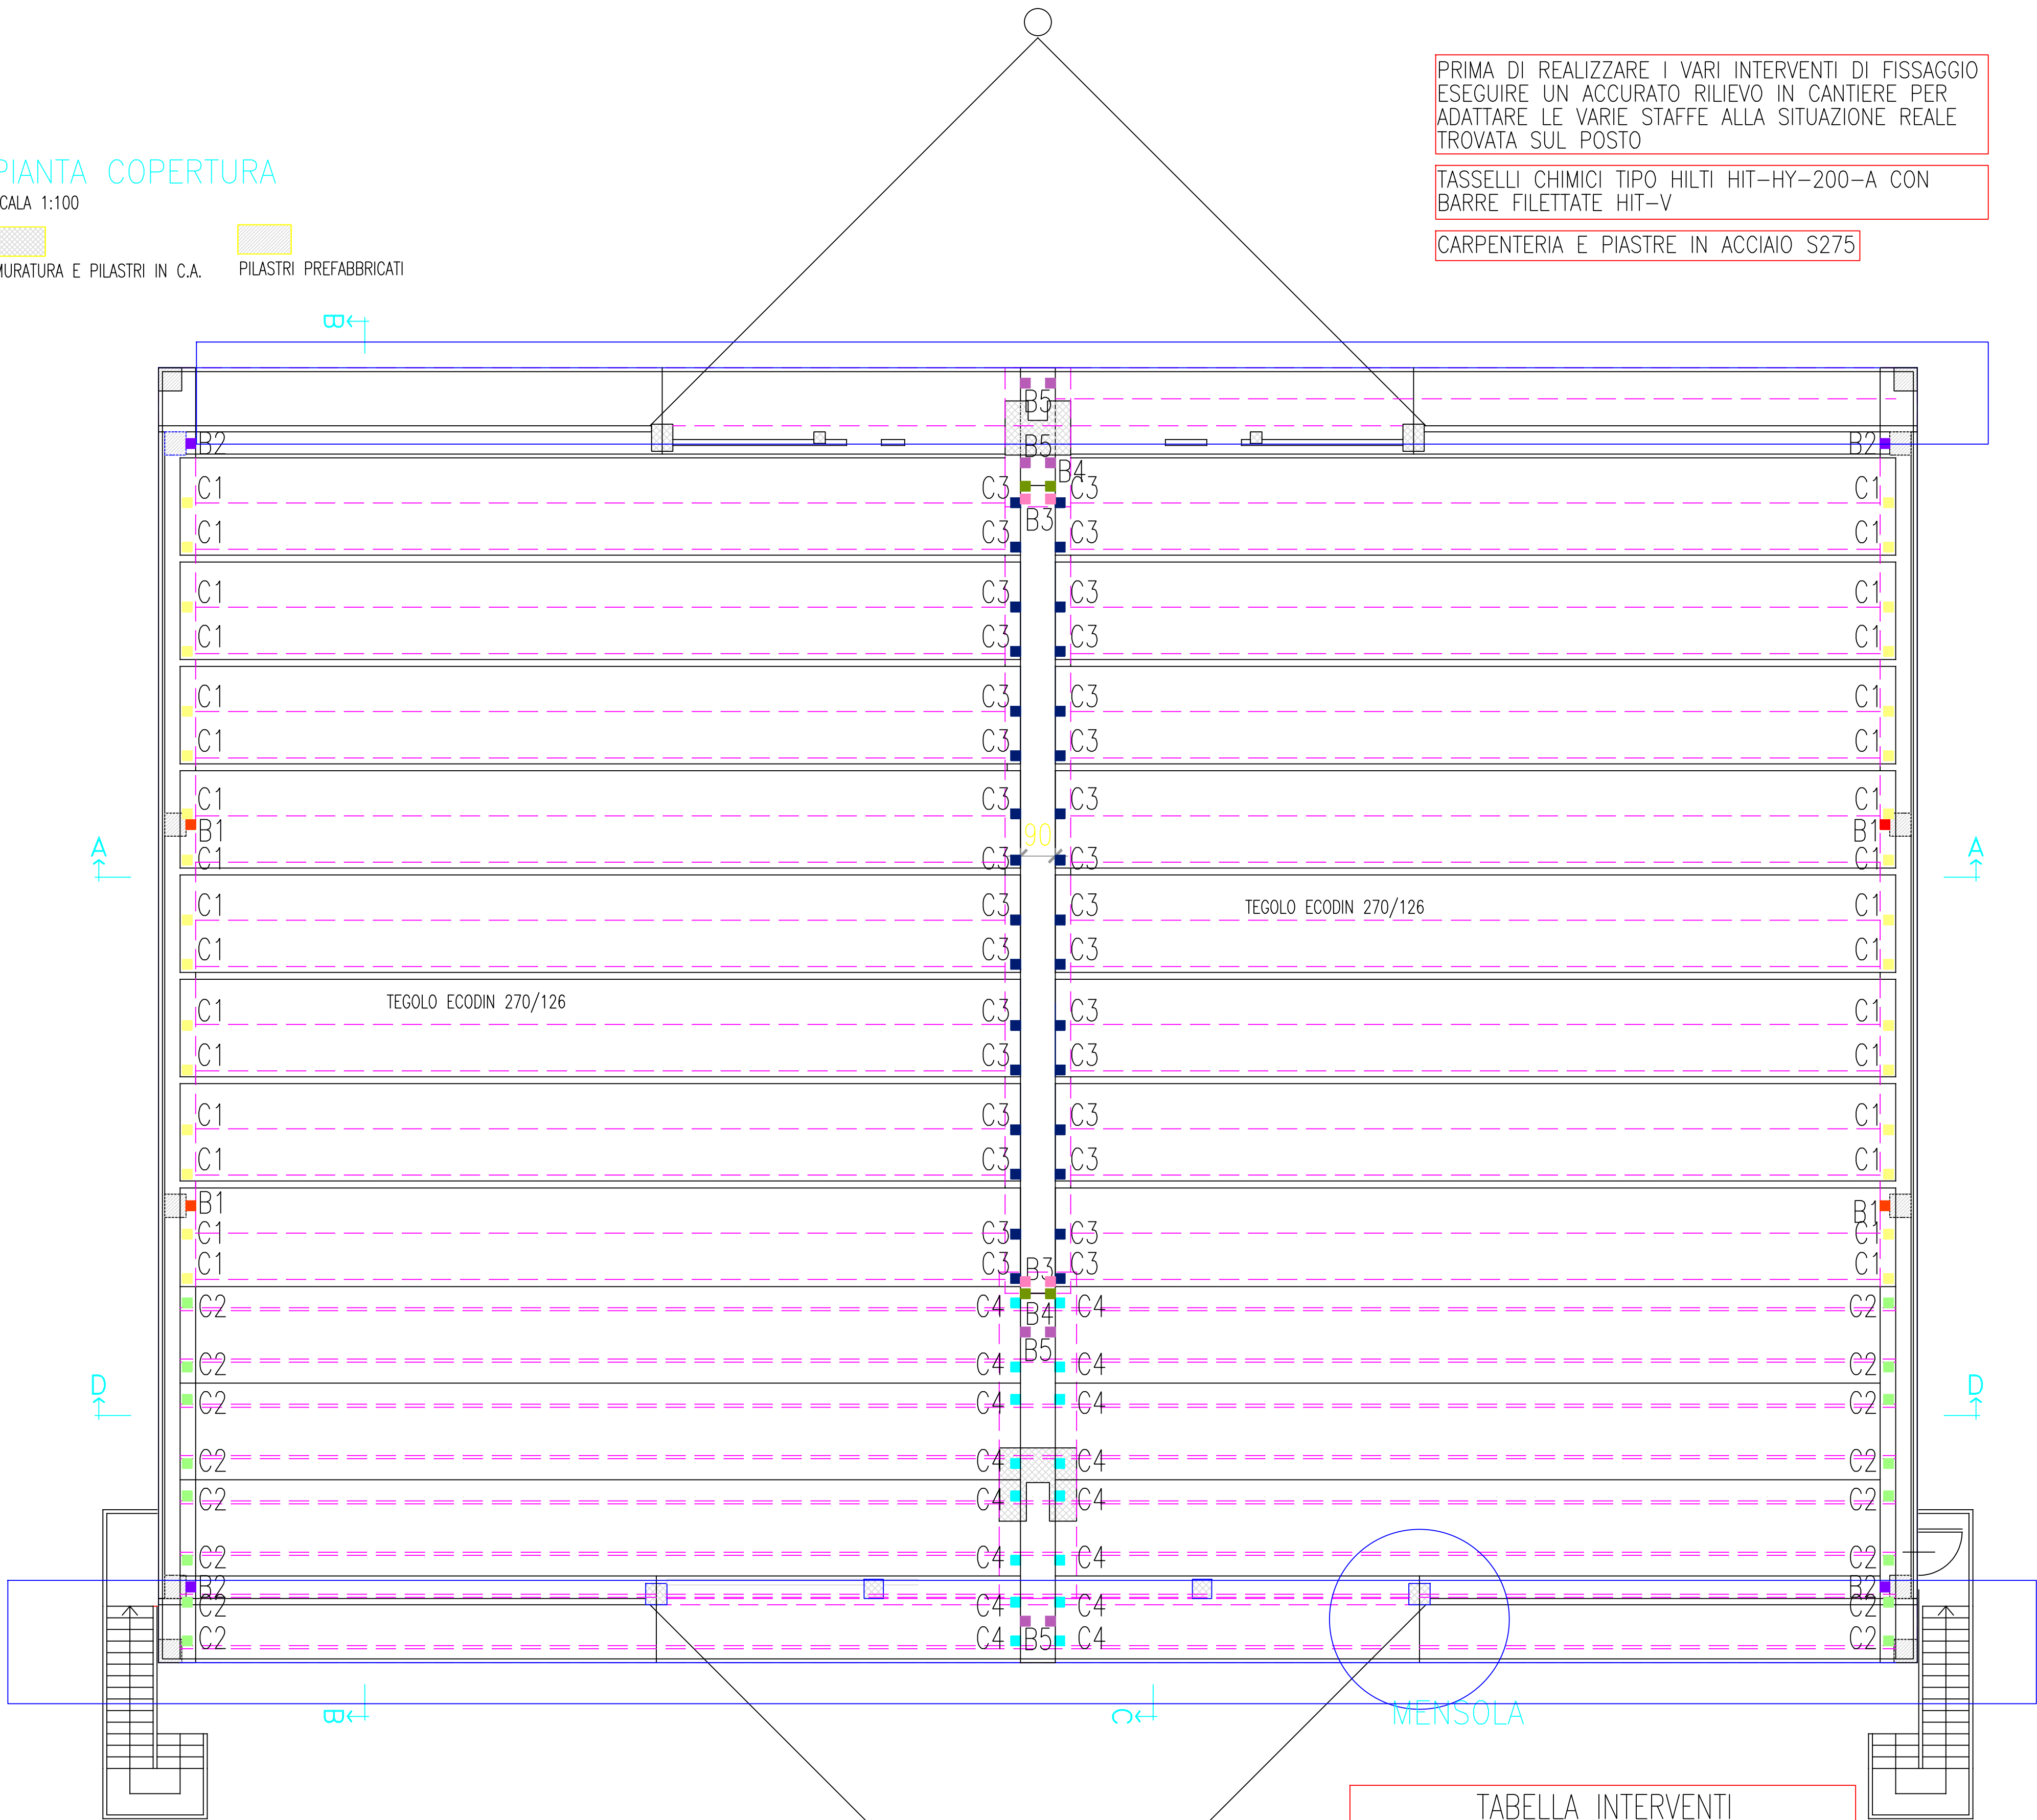 PRIMA DI REALIZZARE I VARI INTERVENTI DI FISSAGGIO
ESEGUIRE UN ACCURATO RILIEVO IN CANTIERE PER
ADATTARE LE VARIE STAFFE ALLA SITUAZIONE REALE
TROVATA SUL POSTO
TASSELLI CHIMICI TIPO HILTI HIT-HY-200-A CON
BARRE FILETTATE HIT-V
CARPENTERIA E PIASTRE IN ACCIAIO S275
PIANTA COPERTURA
CALA 1:100
MURATURA E PILASTRI IN C.A.
PILASTRI PREFABBRICATI
B
B5
B2 B5 B2
B4
C1 C3 C3 C1
B3
C1 C3 C3 C1
C1 C3 C3 C1
C1 C3 C3 C1
C1 C3 C3 C1
C1 C3 C3 C1
C1 C3 C3 C1
B1 90 B1
A A
C1 C3 C3 C1
C1 C3 C3 C1
TEGOLO ECODIN 270/126
C1 C3 C3 C1
TEGOLO ECODIN 270/126
C1 C3 C3 C1
C1 C3 C3 C1
C1 C3 C3 C1
C1 C3 C3 C1
B1 B1
C1 C3 C3 C1
C1 C3 B3 C3 C1
C2 C4 B4 C4 C2
B5
C2 C4 C4 C2
D D
C2 C4 C4 C2
C2 C4 C4 C2
C2 C4 C4 C2
C2 C4 C4 C2
B2 B2
C2 C4 C4 C2
C2 C4 B5 C4 C2
B C MENSOLA
TABELLA INTERVENTI